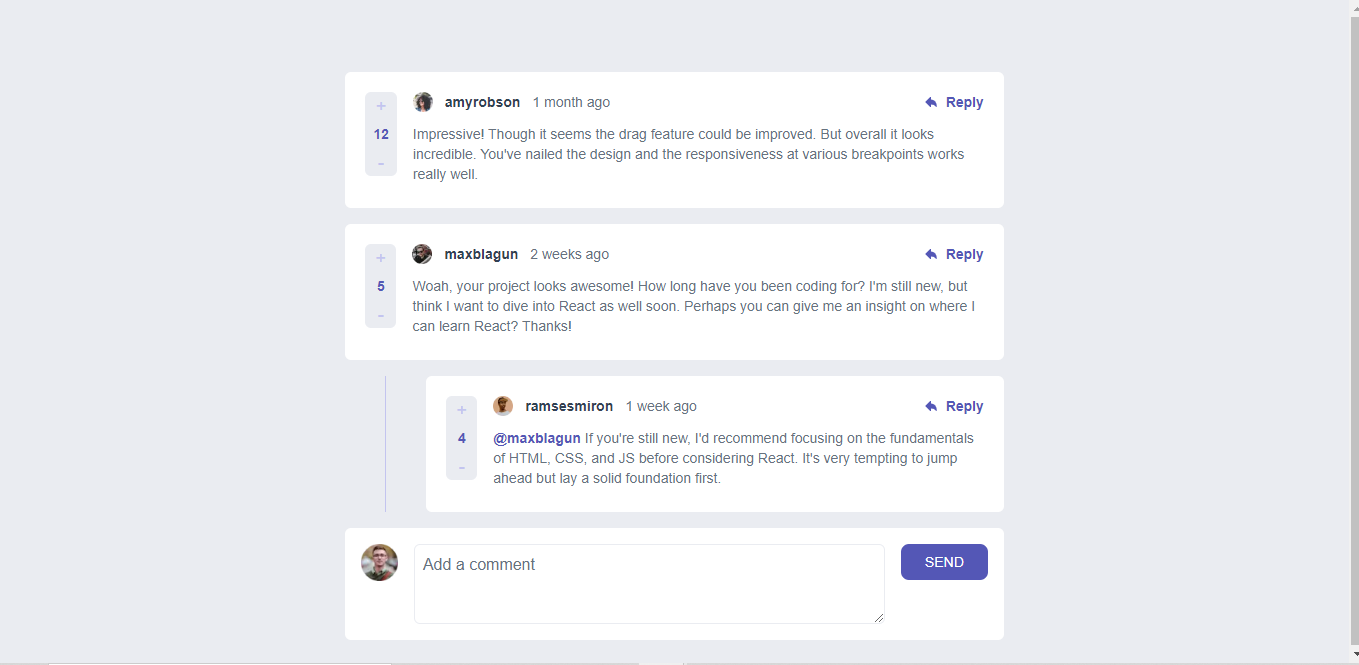 +
amyrobson 1 month ago Reply
12
Impressive! Though it seems the drag feature could be improved. But overall it looks
incredible. You've nailed the design and the responsiveness at various breakpoints works
really well.
-
+
maxblagun 2 weeks ago Reply
5
Woah, your project looks awesome! How long have you been coding for? I'm still new, but
think I want to dive into React as well soon. Perhaps you can give me an insight on where I
can learn React? Thanks!
-
+
ramsesmiron 1 week ago Reply
4
@maxblagun If you're still new, I'd recommend focusing on the fundamentals
of HTML, CSS, and JS before considering React. It's very tempting to jump
ahead but lay a solid foundation first.
-
Add a comment
SEND